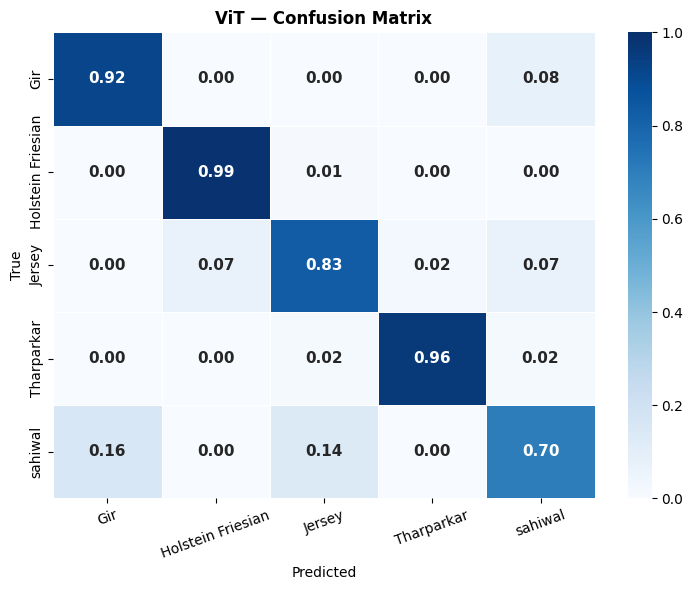 ViT — Confusion Matrix
True
Gir
0.92 0.00 0.00 0.00 0.08
Holstein Friesian
0.00 0.99 0.01 0.00 0.00
Jersey
0.00 0.07 0.83 0.02 0.07
Tharparkar
0.00 0.00 0.02 0.96 0.02
sahiwal
0.16 0.00 0.14 0.00 0.70
Gir
Holstein Friesian
Jersey
Tharparkar
sahiwal
Predicted
1.0
0.8
0.6
0.4
0.2
0.0